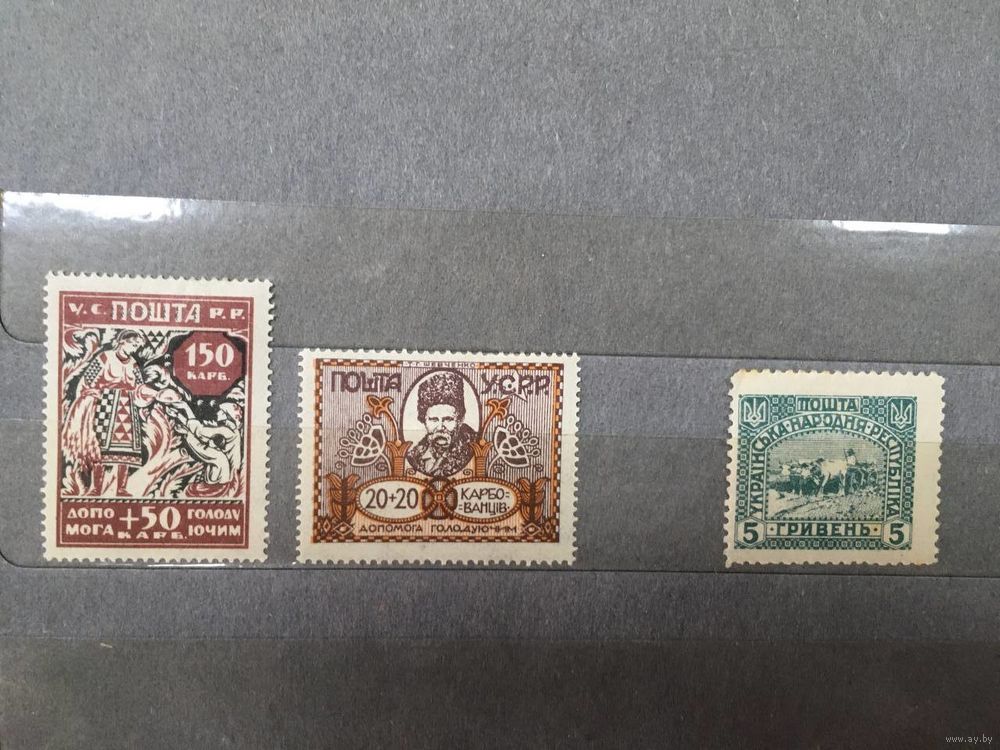 У.С. ПОШТА Р.Р.
150
КАРБ.
ДОПО +50 ГОЛОДУ
МОГА КАРБ. ЮЧИМ
Т.Г. ШЕВЧЕНКО
ПОШТА У.С.Р.Р.
20+20 КАРБО=
=ВАНЦІВ
ДОПОМОГА ГОЛОДУЮЧИМ
ПОШТА
УКРАЇНСЬКА·НАРОДНЯ·РЕСПУБЛІКА
5 ГРИВЕНЬ 5
www.ay.by